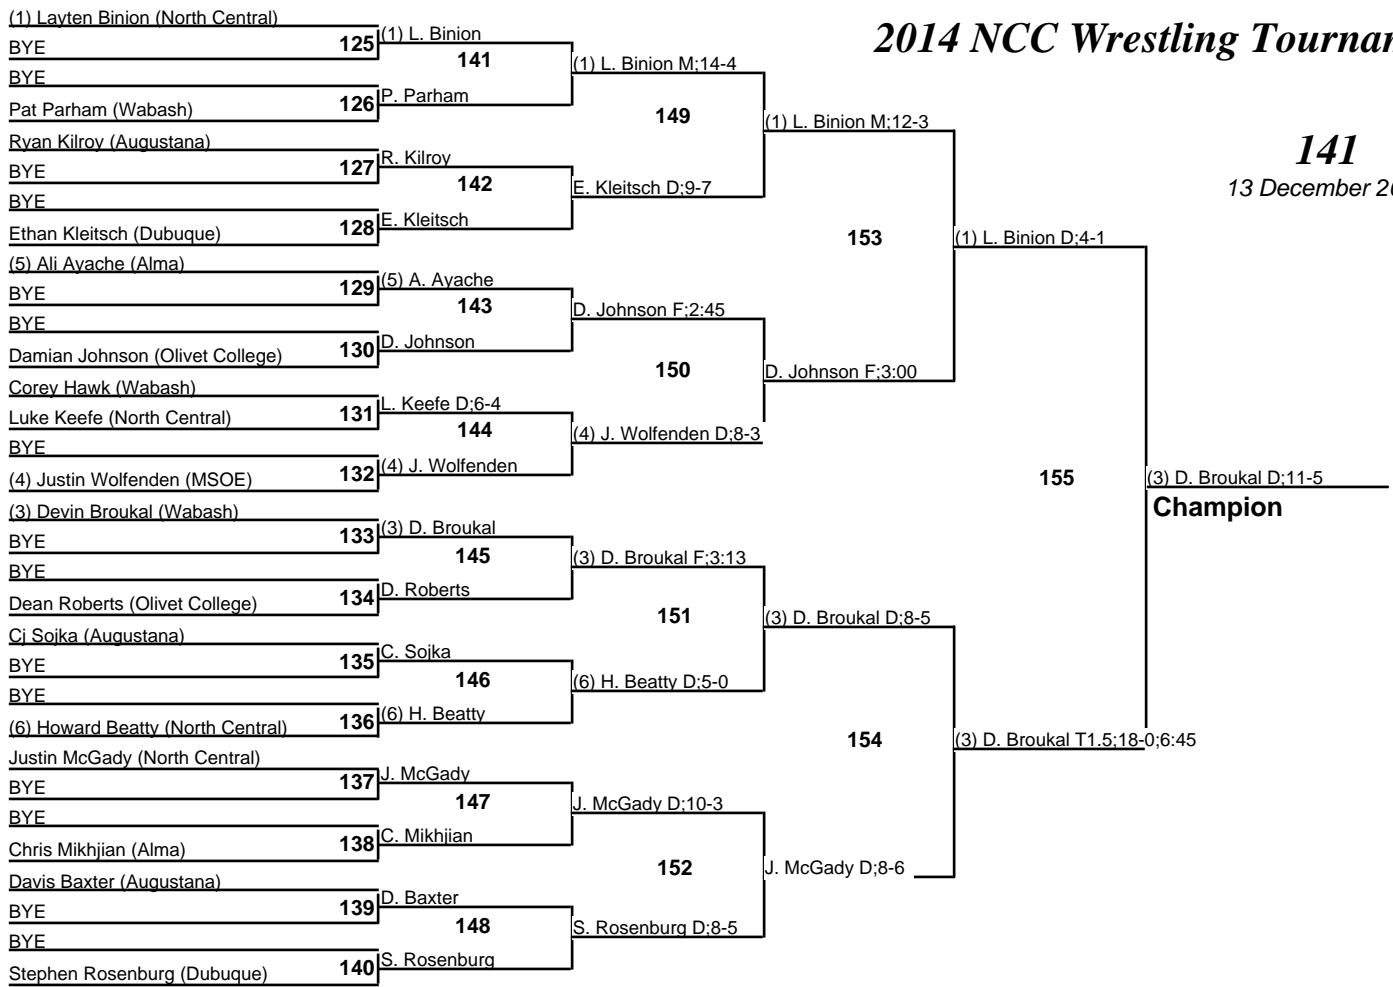 2014 NCC Wrestling
141
13 December
(1) Layten Binion (North Central)
BYE
125
BYE
Pat Parham (Wabash)
126
Ryan Kilroy (Augustana)
BYE
127
BYE
Ethan Kleitsch (Dubuque)
128
(5) Ali Ayache (Alma)
BYE
129
BYE
Damian Johnson (Olivet College)
130
Corey Hawk (Wabash)
Luke Keefe (North Central)
131
BYE
(4) Justin Wolfenden (MSOE)
132
(3) Devin Broukal (Wabash)
BYE
133
BYE
Dean Roberts (Olivet College)
134
Cj Sojka (Augustana)
BYE
135
BYE
(6) Howard Beatty (North Central)
136
Justin McGady (North Central)
BYE
137
BYE
Chris Mikhjian (Alma)
138
Davis Baxter (Augustana)
BYE
139
BYE
Stephen Rosenburg (Dubuque)
140
(1) L. Binion
141
P. Parham
R. Kilroy
142
E. Kleitsch
(5) A. Ayache
143
D. Johnson
L. Keefe D;6-4
144
(4) J. Wolfenden
(3) D. Broukal
145
D. Roberts
C. Sojka
146
(6) H. Beatty
J. McGady
147
C. Mikhjian
D. Baxter
148
S. Rosenburg
(1) L. Binion M;14-4
149
E. Kleitsch D;9-7
D. Johnson F;2:45
150
(4) J. Wolfenden D;8-3
(3) D. Broukal F;3:13
151
(6) H. Beatty D;5-0
J. McGady D;10-3
152
S. Rosenburg D;8-5
(1) L. Binion M;12-3
153
D. Johnson F;3:00
(3) D. Broukal D;8-5
154
J. McGady D;8-6
(1) L. Binion D;4-1
155
(3) D. Broukal T1.5;18-0;6:45
(3) D. Broukal D;11-5
Champion